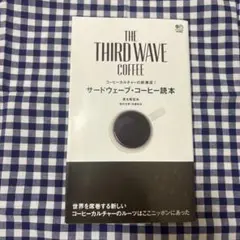 THE
THIRD WAVE
COFFEE
コーヒーカルチャーの新潮流!
サードウェーブ・コーヒー読本
世界を席巻する新しい
コーヒーカルチャーのルーツはここニッポンにあった